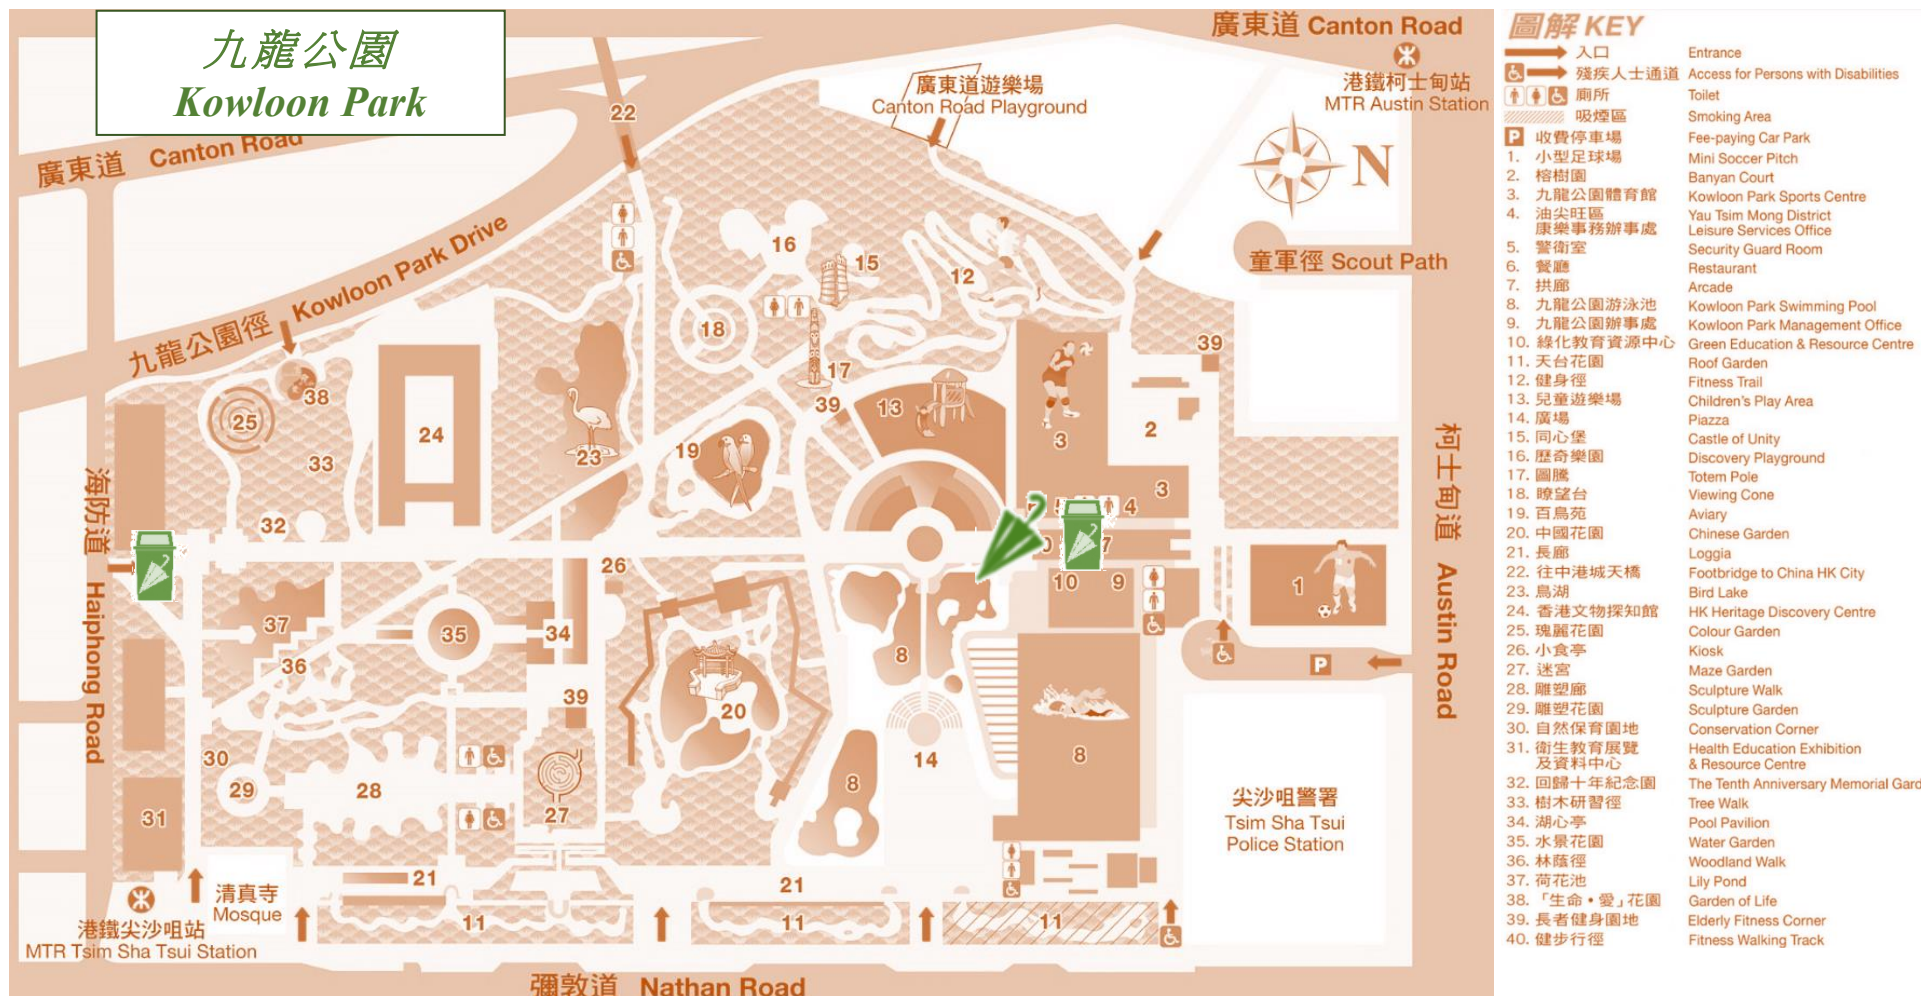 九龍公園
Kowloon Park
廣東道 Canton Road
港鐵柯士甸站
MTR Austin Station
廣東道遊樂場
Canton Road Playground
廣東道 Canton Road
九龍公園徑 Kowloon Park Drive
童軍徑 Scout Path
N
海防道 Haiphong Road
柯士甸道 Austin Road
22
16
15
12
18
17
39
39
38
25
24
33
23
19
13
3
2
3
4
32
26
10
9
7
1
37
35
34
36
8
P
39
20
30
29
28
27
14
8
8
31
21
21
11
11
11
尖沙咀警署
Tsim Sha Tsui
Police Station
清真寺
Mosque
港鐵尖沙咀站
MTR Tsim Sha Tsui Station
彌敦道 Nathan Road
圖解 KEY
入口 Entrance
殘疾人士通道 Access for Persons with Disabilities
廁所 Toilet
吸煙區 Smoking Area
P 收費停車場 Fee-paying Car Park
1. 小型足球場 Mini Soccer Pitch
2. 榕樹園 Banyan Court
3. 九龍公園體育館 Kowloon Park Sports Centre
4. 油尖旺區 Yau Tsim Mong District
康樂事務辦事處 Leisure Services Office
5. 警衛室 Security Guard Room
6. 餐廳 Restaurant
7. 拱廊 Arcade
8. 九龍公園游泳池 Kowloon Park Swimming Pool
9. 九龍公園辦事處 Kowloon Park Management Office
10. 綠化教育資源中心 Green Education & Resource Centre
11. 天台花園 Roof Garden
12. 健身徑 Fitness Trail
13. 兒童遊樂場 Children's Play Area
14. 廣場 Piazza
15. 同心堡 Castle of Unity
16. 歷奇樂園 Discovery Playground
17. 圖騰 Totem Pole
18. 瞭望台 Viewing Cone
19. 百鳥苑 Aviary
20. 中國花園 Chinese Garden
21. 長廊 Loggia
22. 往中港城天橋 Footbridge to China HK City
23. 鳥湖 Bird Lake
24. 香港文物探知館 HK Heritage Discovery Centre
25. 瑰麗花園 Colour Garden
26. 小食亭 Kiosk
27. 迷宮 Maze Garden
28. 雕塑廊 Sculpture Walk
29. 雕塑花園 Sculpture Garden
30. 自然保育園地 Conservation Corner
31. 衛生教育展覽 Health Education Exhibition
及資料中心 & Resource Centre
32. 回歸十年紀念園 The Tenth Anniversary Memorial Gard
33. 樹木研習徑 Tree Walk
34. 湖心亭 Pool Pavilion
35. 水景花園 Water Garden
36. 林蔭徑 Woodland Walk
37. 荷花池 Lily Pond
38. 「生命•愛」花園 Garden of Life
39. 長者健身園地 Elderly Fitness Corner
40. 健步行徑 Fitness Walking Track